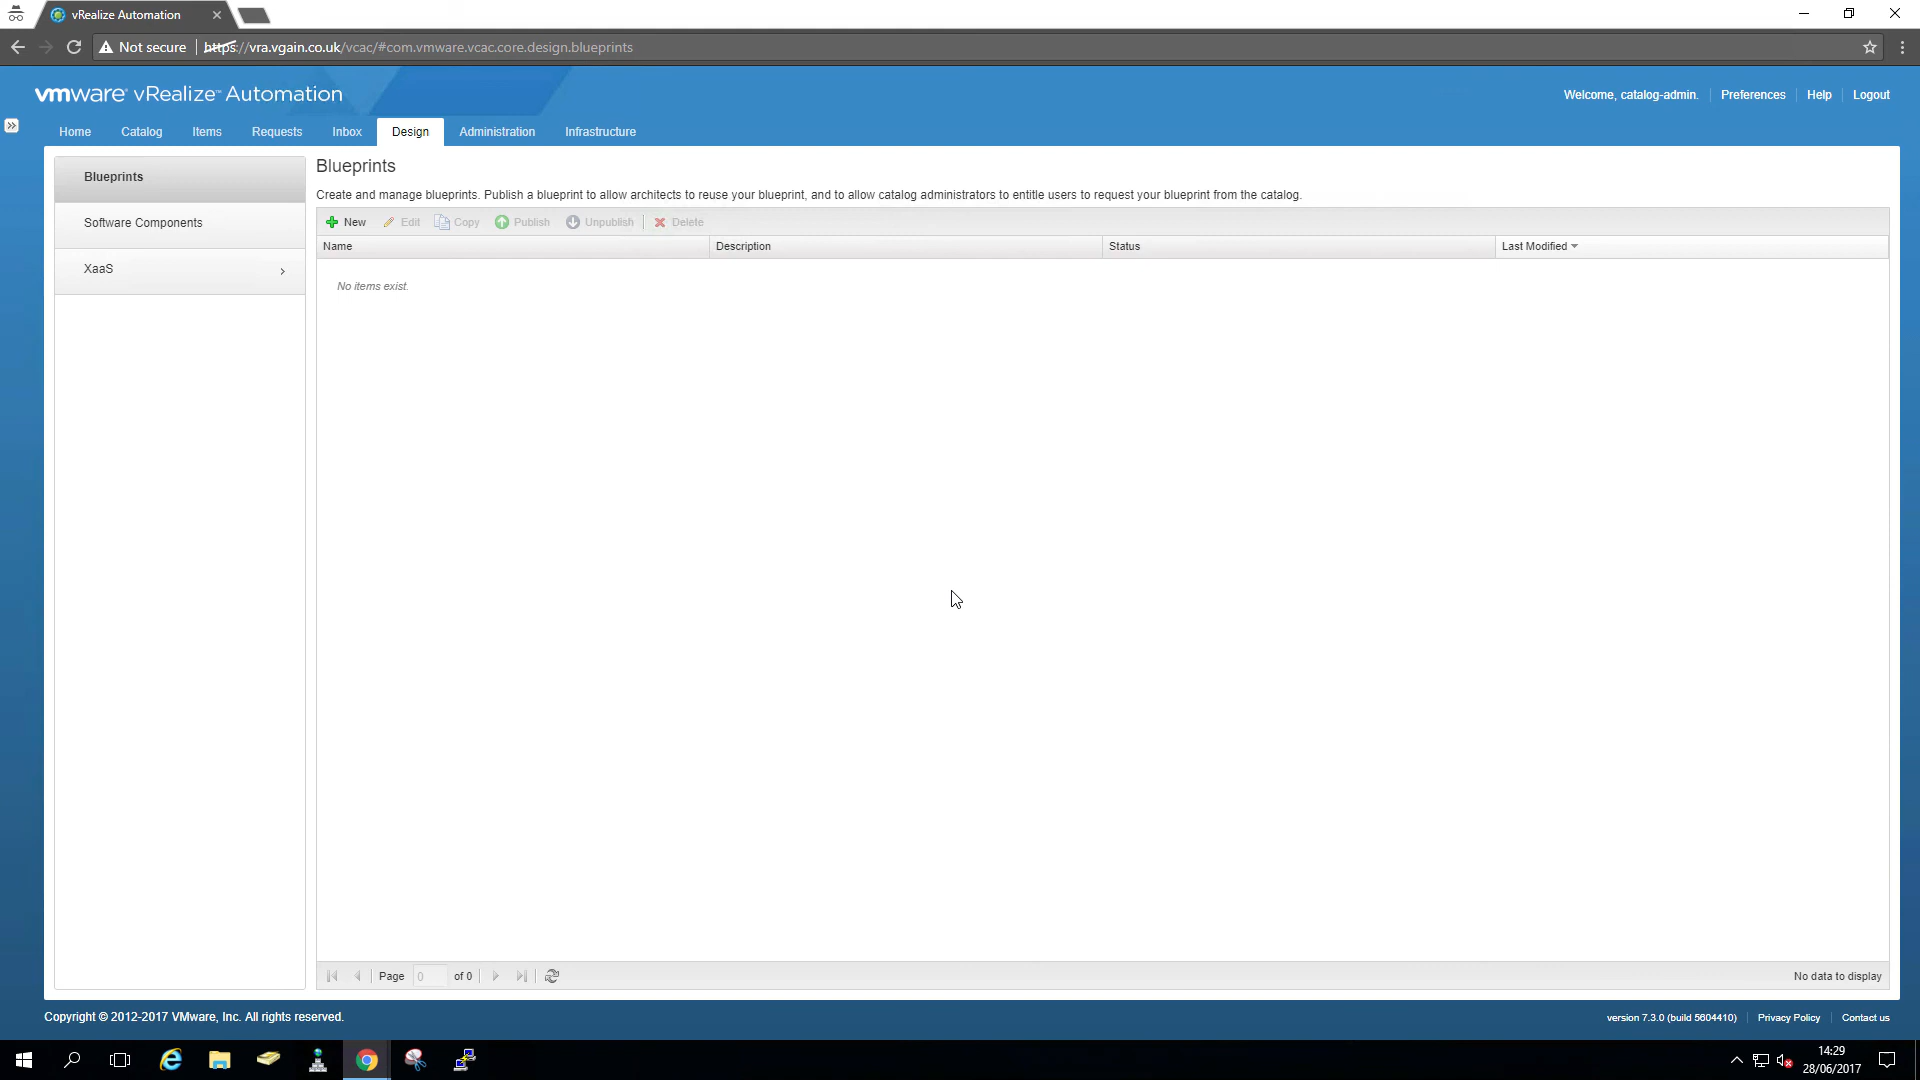 vRealize Automation
Not secure
https://vra.vgain.co.uk/vcac/#com.vmware.vcac.core.design.blueprints
vmware® vRealize™ Automation
Welcome, catalog-admin.
Preferences
Help
Logout
Home
Catalog
Items
Requests
Inbox
Design
Administration
Infrastructure
Blueprints
Software Components
XaaS
Blueprints
Create and manage blueprints. Publish a blueprint to allow architects to reuse your blueprint, and to allow catalog administrators to entitle users to request your blueprint from the catalog.
New
Edit
Copy
Publish
Unpublish
Delete
Name
Description
Status
Last Modified
No items exist.
Page 0 of 0
No data to display
Copyright © 2012-2017 VMware, Inc. All rights reserved.
version 7.3.0 (build 5604410)
Privacy Policy
Contact us
14:29
28/06/2017